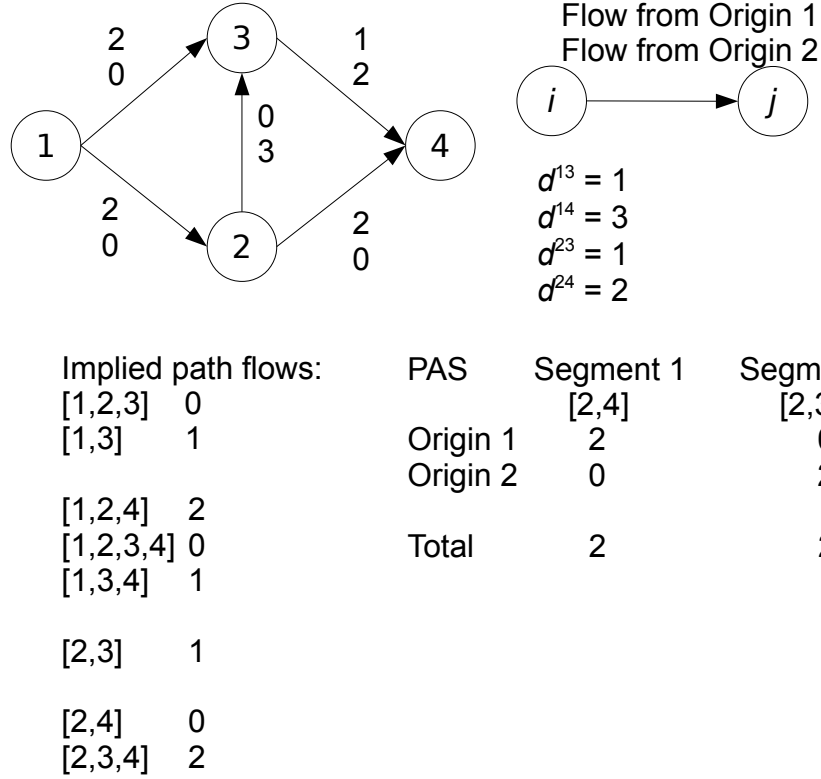 Flow from Origin 1
Flow from Origin 2
2
0
3
1
2
1
0
3
4
2
0
2
2
0
i
j
d¹³ = 1
d¹⁴ = 3
d²³ = 1
d²⁴ = 2
Implied path flows:
[1,2,3] 0
[1,3] 1
[1,2,4] 2
[1,2,3,4] 0
[1,3,4] 1
[2,3] 1
[2,4] 0
[2,3,4] 2
PAS Segment 1
[2,4] [2,3
Origin 1 2
Origin 2 0
Total 2